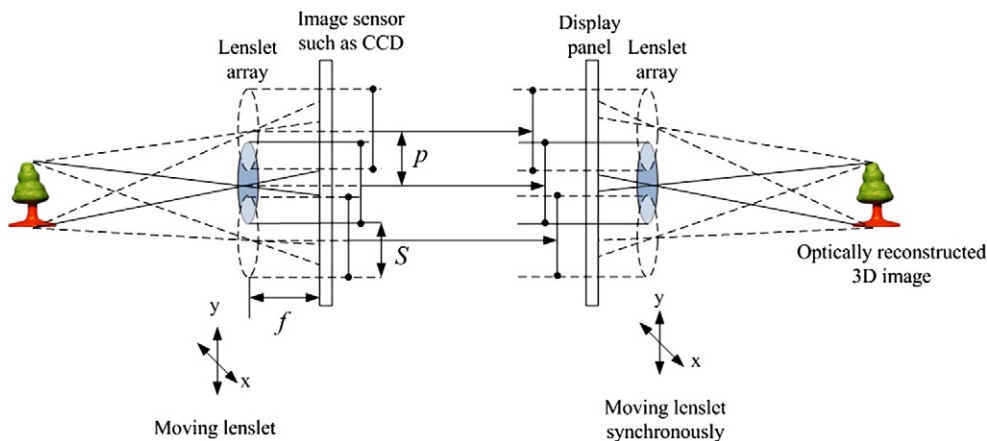 Image sensor
such as CCD
Lenslet
array
Display
panel
Lenslet
array
p
S
f
Optically reconstructed
3D image
y
x
Moving lenslet
y
x
Moving lenslet
synchronously